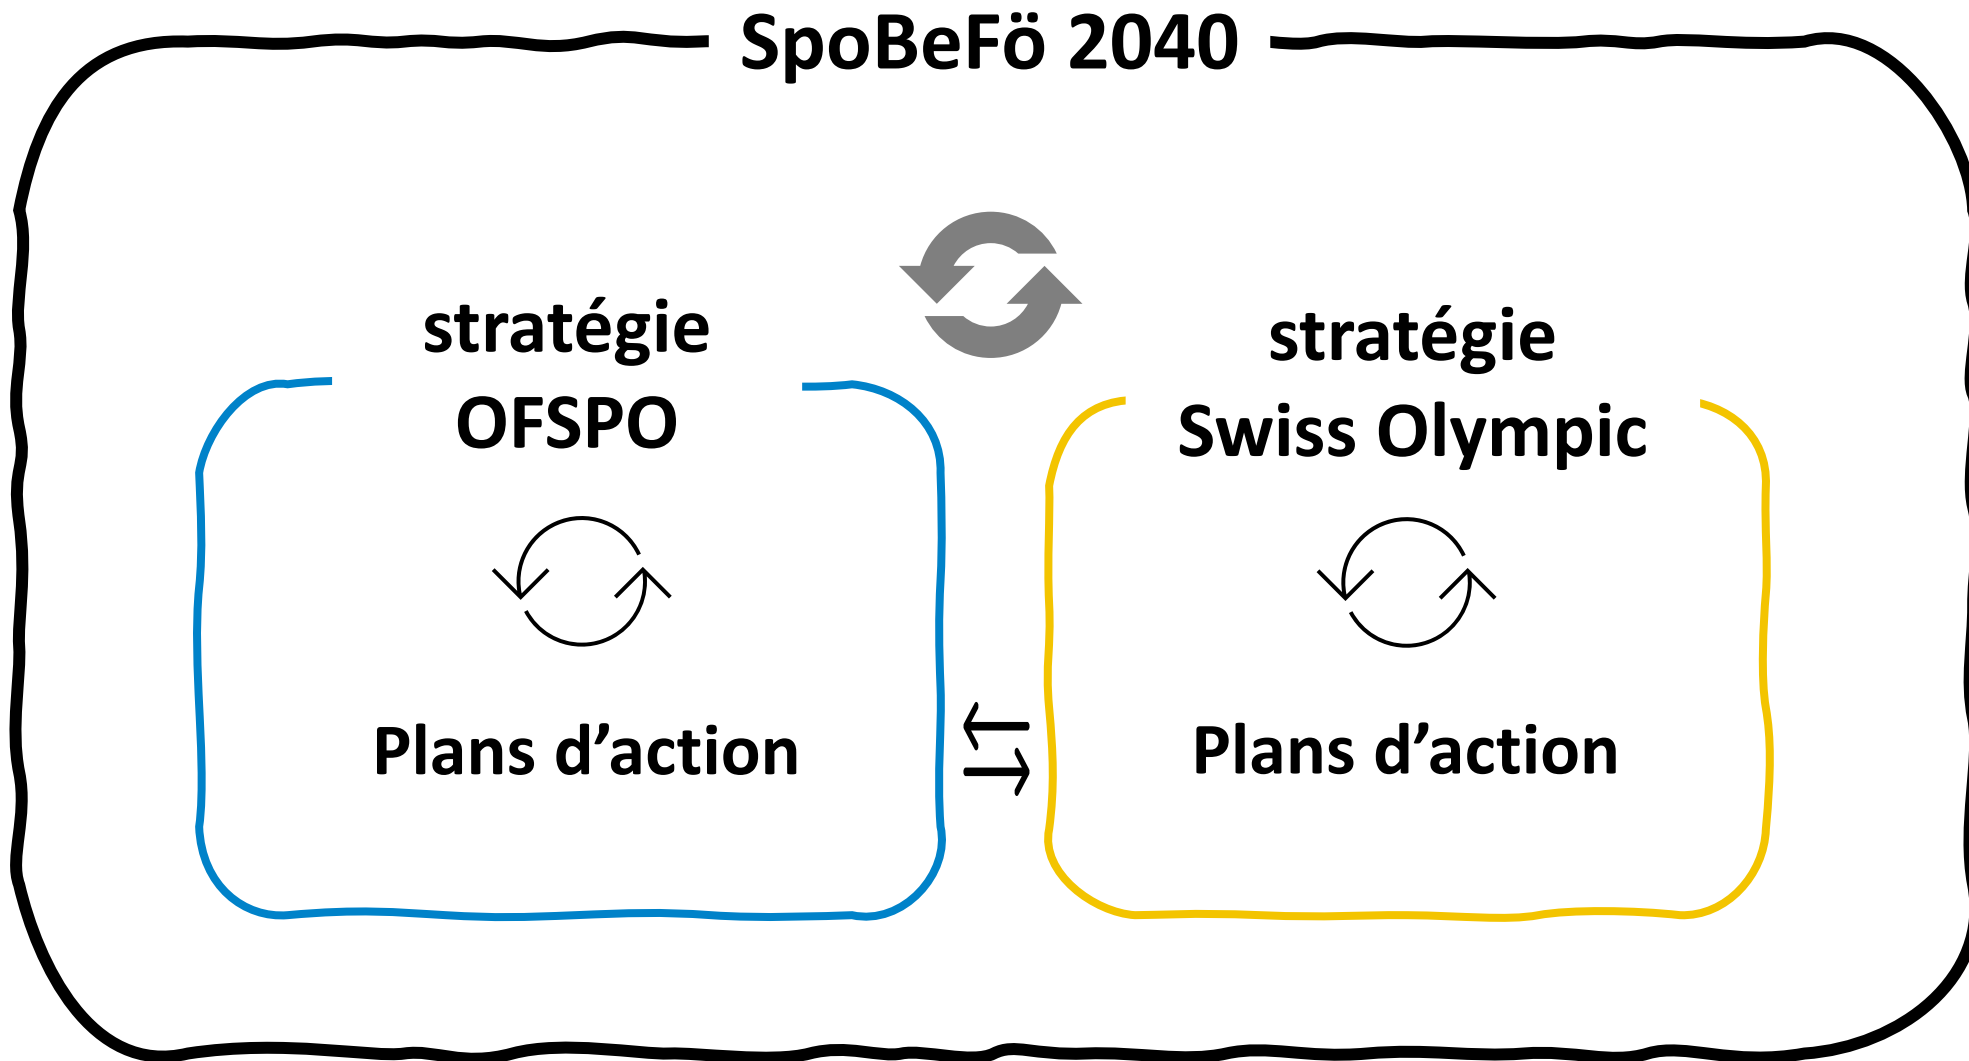 SpoBeFö 2040
stratégie
OFSPO
Plans d’action
stratégie
Swiss Olympic
Plans d’action